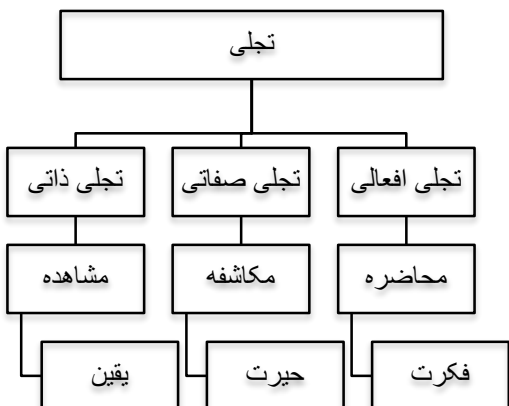 تجلی
تجلی افعالی
تجلی صفاتی
تجلی ذاتی
محاضره
مکاشفه
مشاهده
فکرت
حیرت
یقین